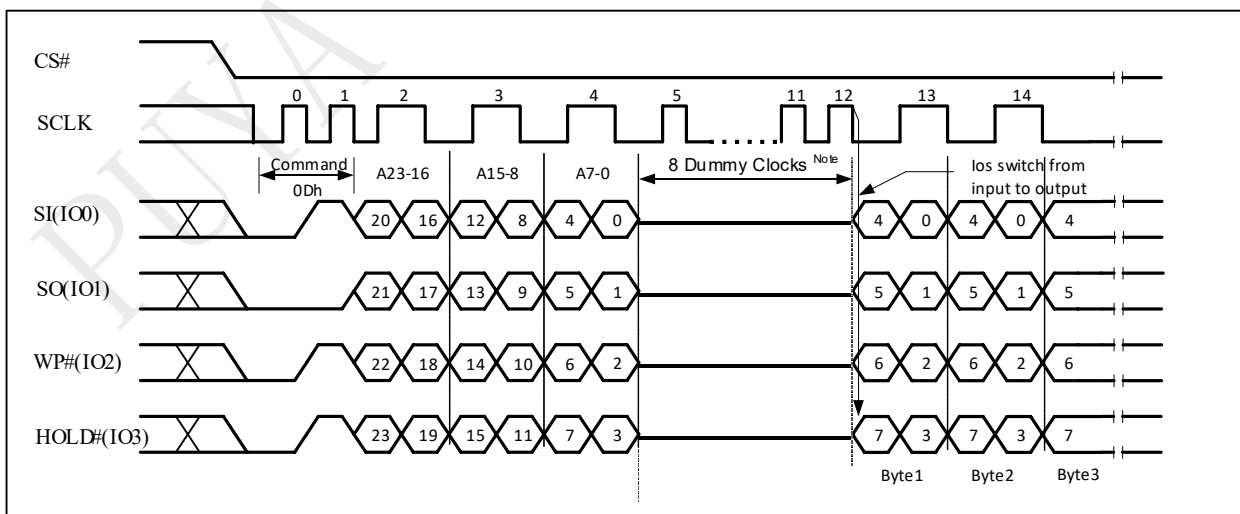 PUYA
CS#
SCLK
0 1 2 3 4 5 11 12 13 14
Command
0Dh
A23-16 A15-8 A7-0
8 Dummy Clocks Note
Ios switch from
input to output
SI(IO0) 20 16 12 8 4 0 4 0 4 0 4
SO(IO1) 21 17 13 9 5 1 5 1 5 1 5
WP#(IO2) 22 18 14 10 6 2 6 2 6 2 6
HOLD#(IO3) 23 19 15 11 7 3 7 3 7 3 7
Byte1 Byte2 Byte3